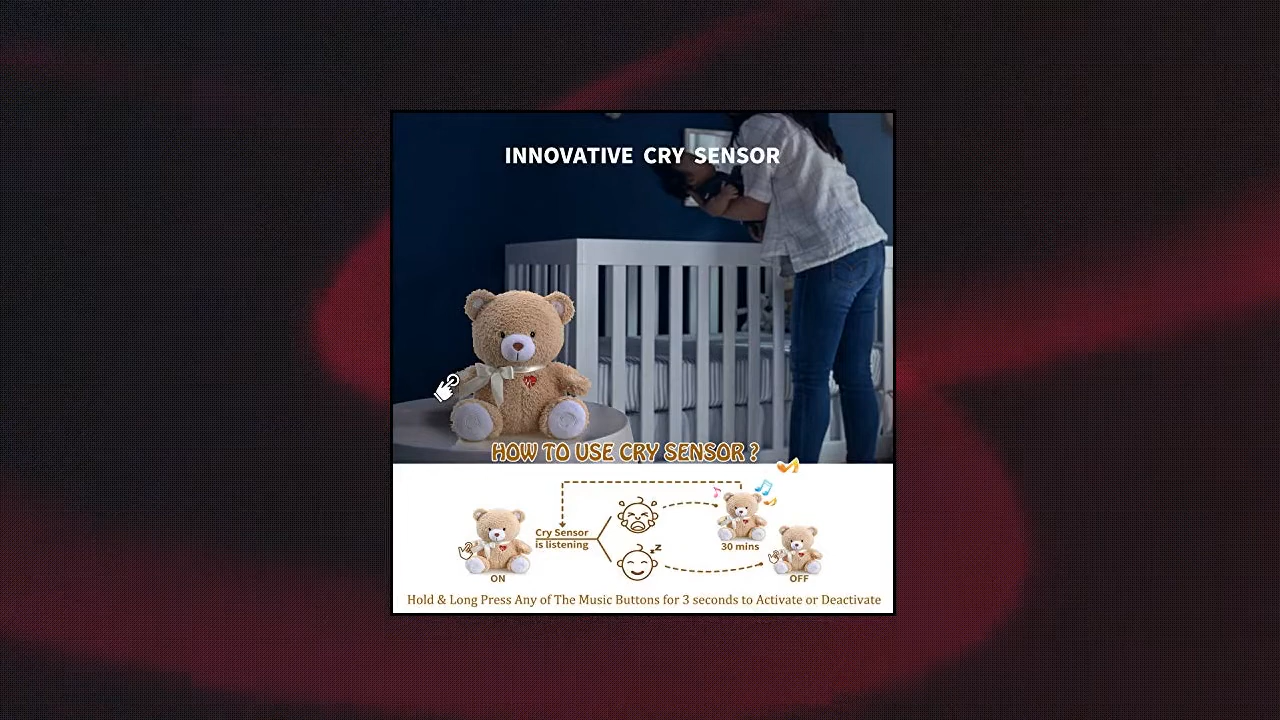 INNOVATIVE CRY SENSOR
HOW TO USE CRY SENSOR ?
Cry Sensor
is listening
zZ
30 mins
ON
OFF
Hold & Long Press Any of The Music Buttons for 3 seconds to Activate or Deactivate